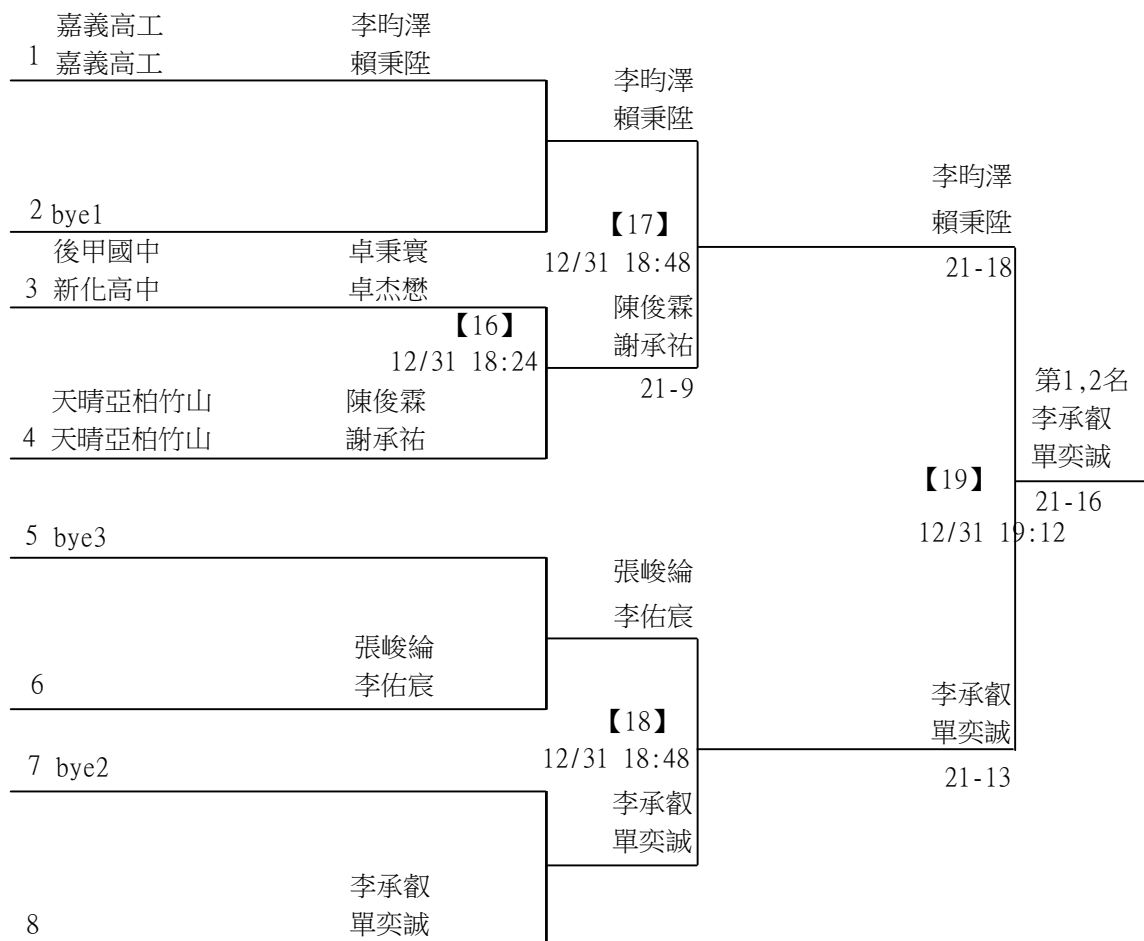 嘉義高工 李昀澤
1 嘉義高工 賴秉陞
李昀澤
賴秉陞
李昀澤
賴秉陞
21-18
2 bye1
【17】
12/31 18:48
後甲國中 卓秉寰
3 新化高中 卓杰懋
【16】
12/31 18:24
陳俊霖
謝承祐
21-9
天晴亞柏竹山 陳俊霖
4 天晴亞柏竹山 謝承祐
第1,2名
李承叡
單奕誠
21-16
【19】
12/31 19:12
5 bye3
張峻綸
李佑宸
張峻綸
6 李佑宸
【18】
12/31 18:48
李承叡
單奕誠
21-13
7 bye2
李承叡
單奕誠
李承叡
8 單奕誠